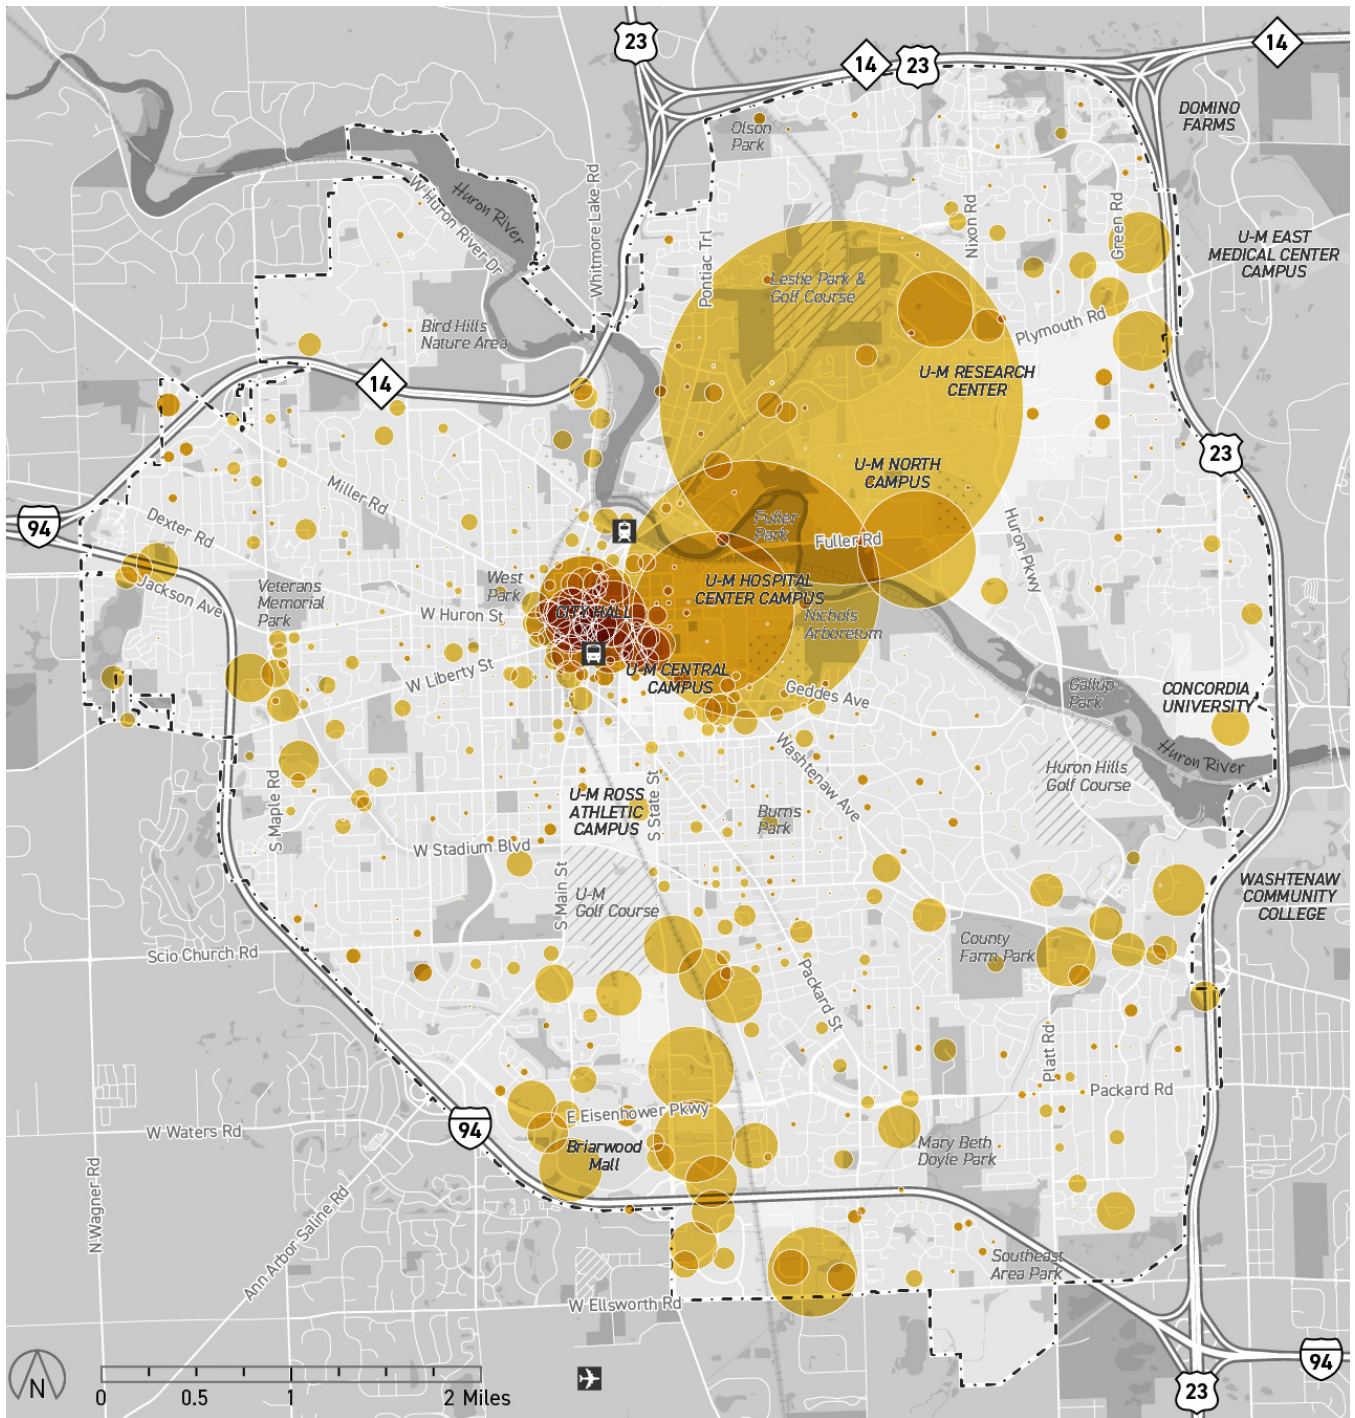 23
14
14
23
DOMINO
FARMS
Olson
Park
Huron River
W Huron River Dr
Whitmore Lake Rd
Pontiac Trl
Nixon Rd
Green Rd
U-M EAST
MEDICAL CENTER
CAMPUS
Leslie Park &
Golf Course
Bird Hills
Nature Area
Plymouth Rd
14
U-M RESEARCH
CENTER
23
U-M NORTH
CAMPUS
Miller Rd
94
Dexter Rd
Fuller
Park
Fuller Rd
Huron Pkwy
Jackson Ave
Veterans
Memorial
Park
West
Park
U-M HOSPITAL
CENTER CAMPUS
W Huron St
CITY HALL
Nichols
Arboretum
W Liberty St
U-M CENTRAL
CAMPUS
Geddes Ave
Gallup
Park
CONCORDIA
UNIVERSITY
Washtenaw Ave
Huron River
Huron Hills
Golf Course
S Maple Rd
U-M ROSS
ATHLETIC
CAMPUS
S State St
Burns
Park
W Stadium Blvd
S Main St
U-M
Golf Course
WASHTENAW
COMMUNITY
COLLEGE
Scio Church Rd
County
Farm Park
Packard St
Platt Rd
Packard Rd
W Waters Rd
94
E Eisenhower Pkwy
Briarwood
Mall
Mary Beth
Doyle Park
N Wagner Rd
Ann Arbor Saline Rd
Southeast
Area Park
W Ellsworth Rd
N
0
0.5
1
2 Miles
94
23